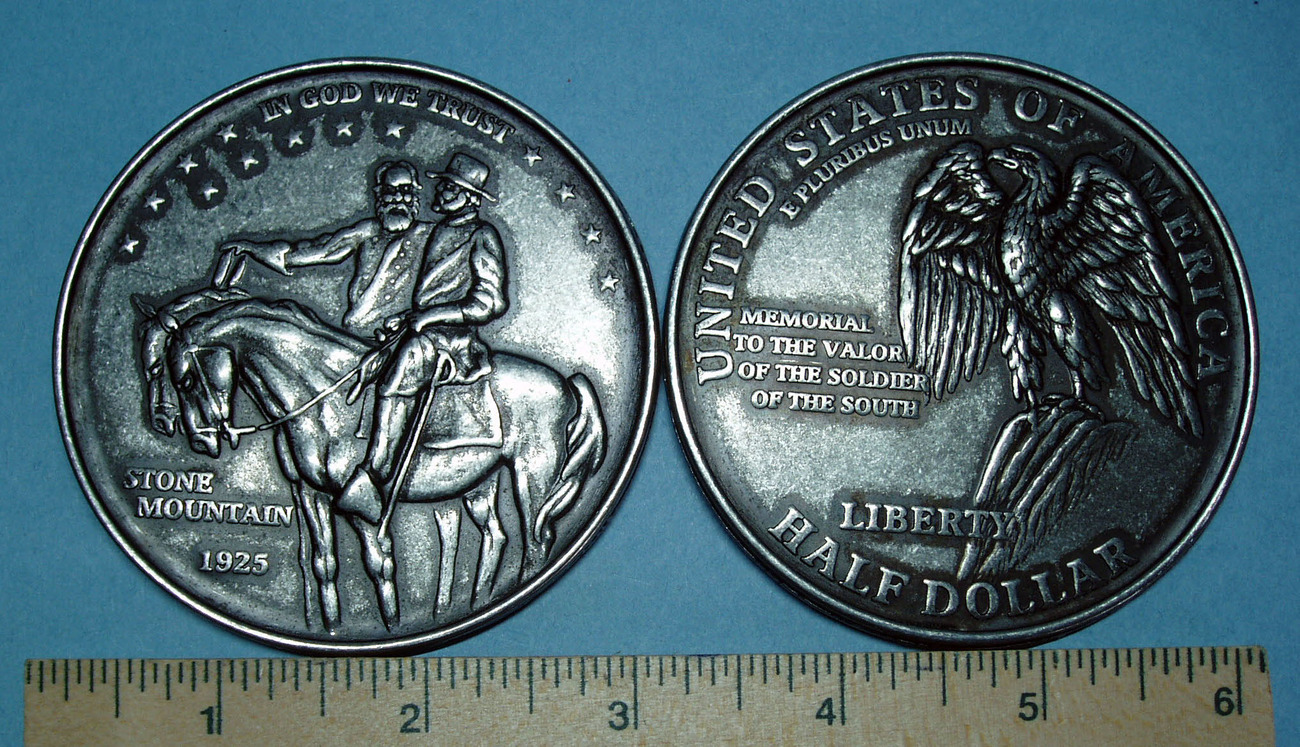 IN GOD WE TRUST
STONE
MOUNTAIN
1925
UNITED STATES OF AMERICA
E PLURIBUS UNUM
MEMORIAL
TO THE VALOR
OF THE SOLDIER
OF THE SOUTH
LIBERTY
HALF DOLLAR
1 2 3 4 5 6